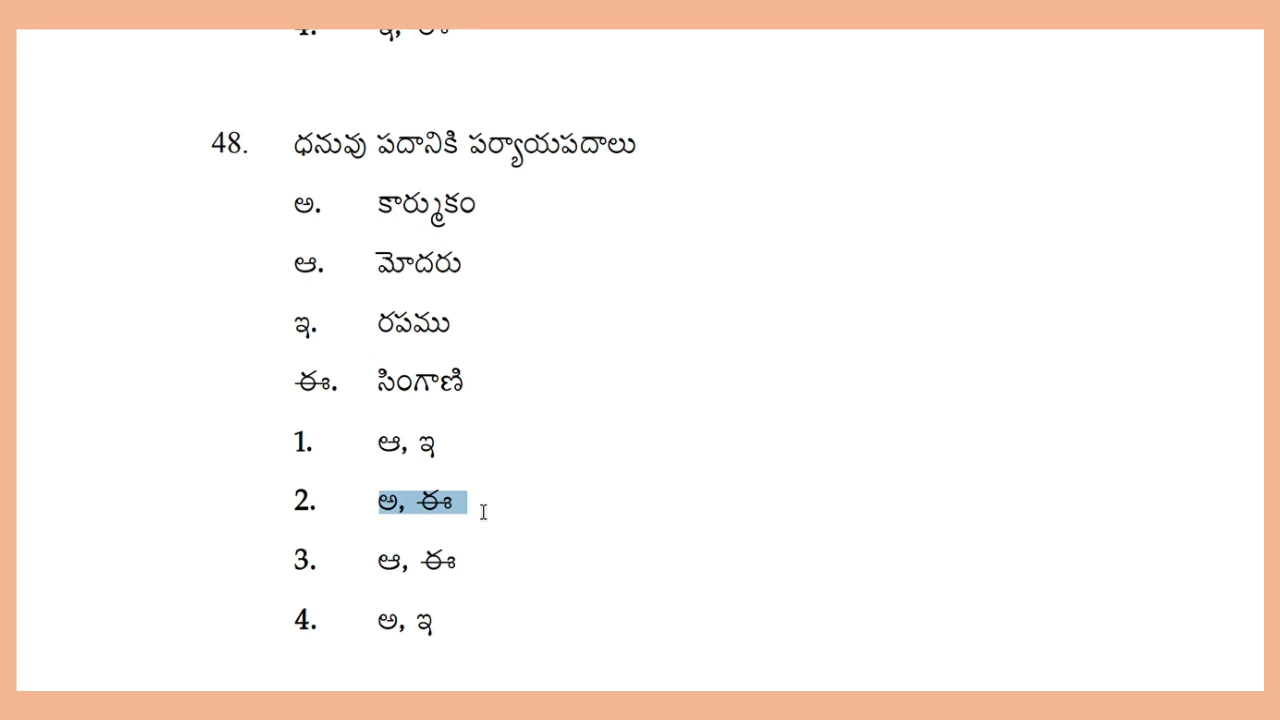 48. ధనువు పదానికి పర్యాయపదాలు
అ. కార్ముకం
ఆ. మోదరు
ఇ. రపము
ఈ. సింగాణి
1. ఆ, ఇ
2. అ, ఈ
3. ఆ, ఈ
4. అ, ఇ